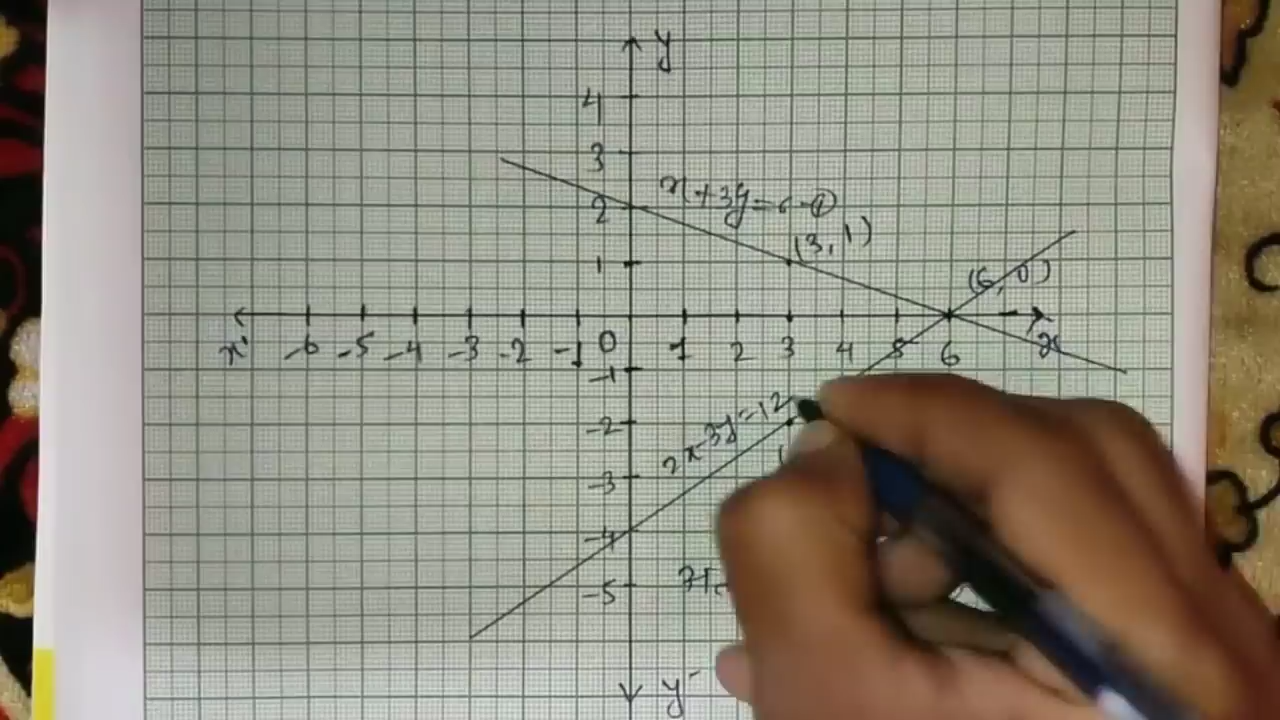 y
4
3
x+3y=6-①
2
(3, 1)
1
(6, 0)
x' -6 -5 -4 -3 -2 -1 0 1 2 3 4 5 6 x
-1
2x-3y=12
-2
-3
-4
-5
y'